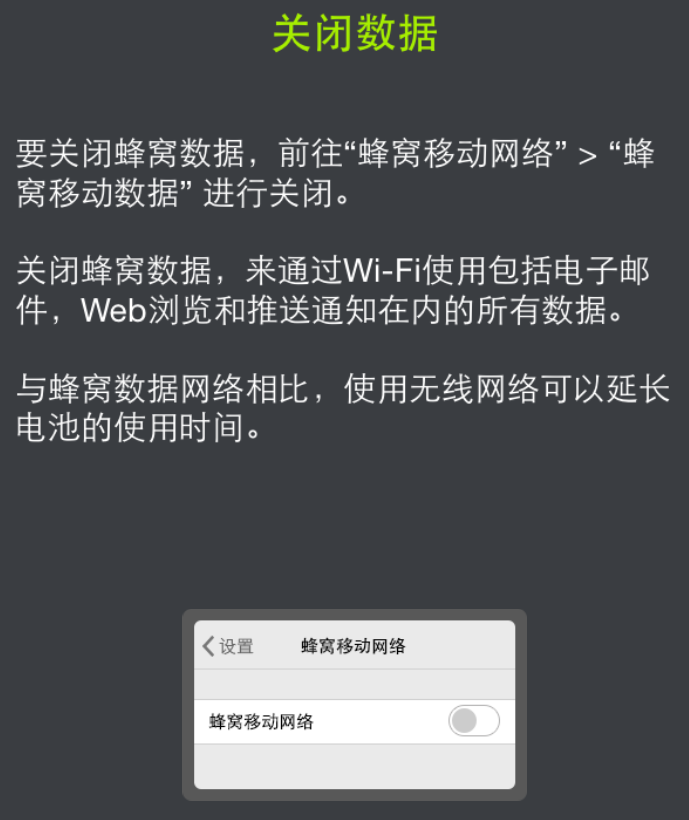 关闭数据
要关闭蜂窝数据，前往“蜂窝移动网络” > “蜂
窝移动数据” 进行关闭。
关闭蜂窝数据，来通过Wi-Fi使用包括电子邮
件，Web浏览和推送通知在内的所有数据。
与蜂窝数据网络相比，使用无线网络可以延长
电池的使用时间。
设置 蜂窝移动网络
蜂窝移动网络